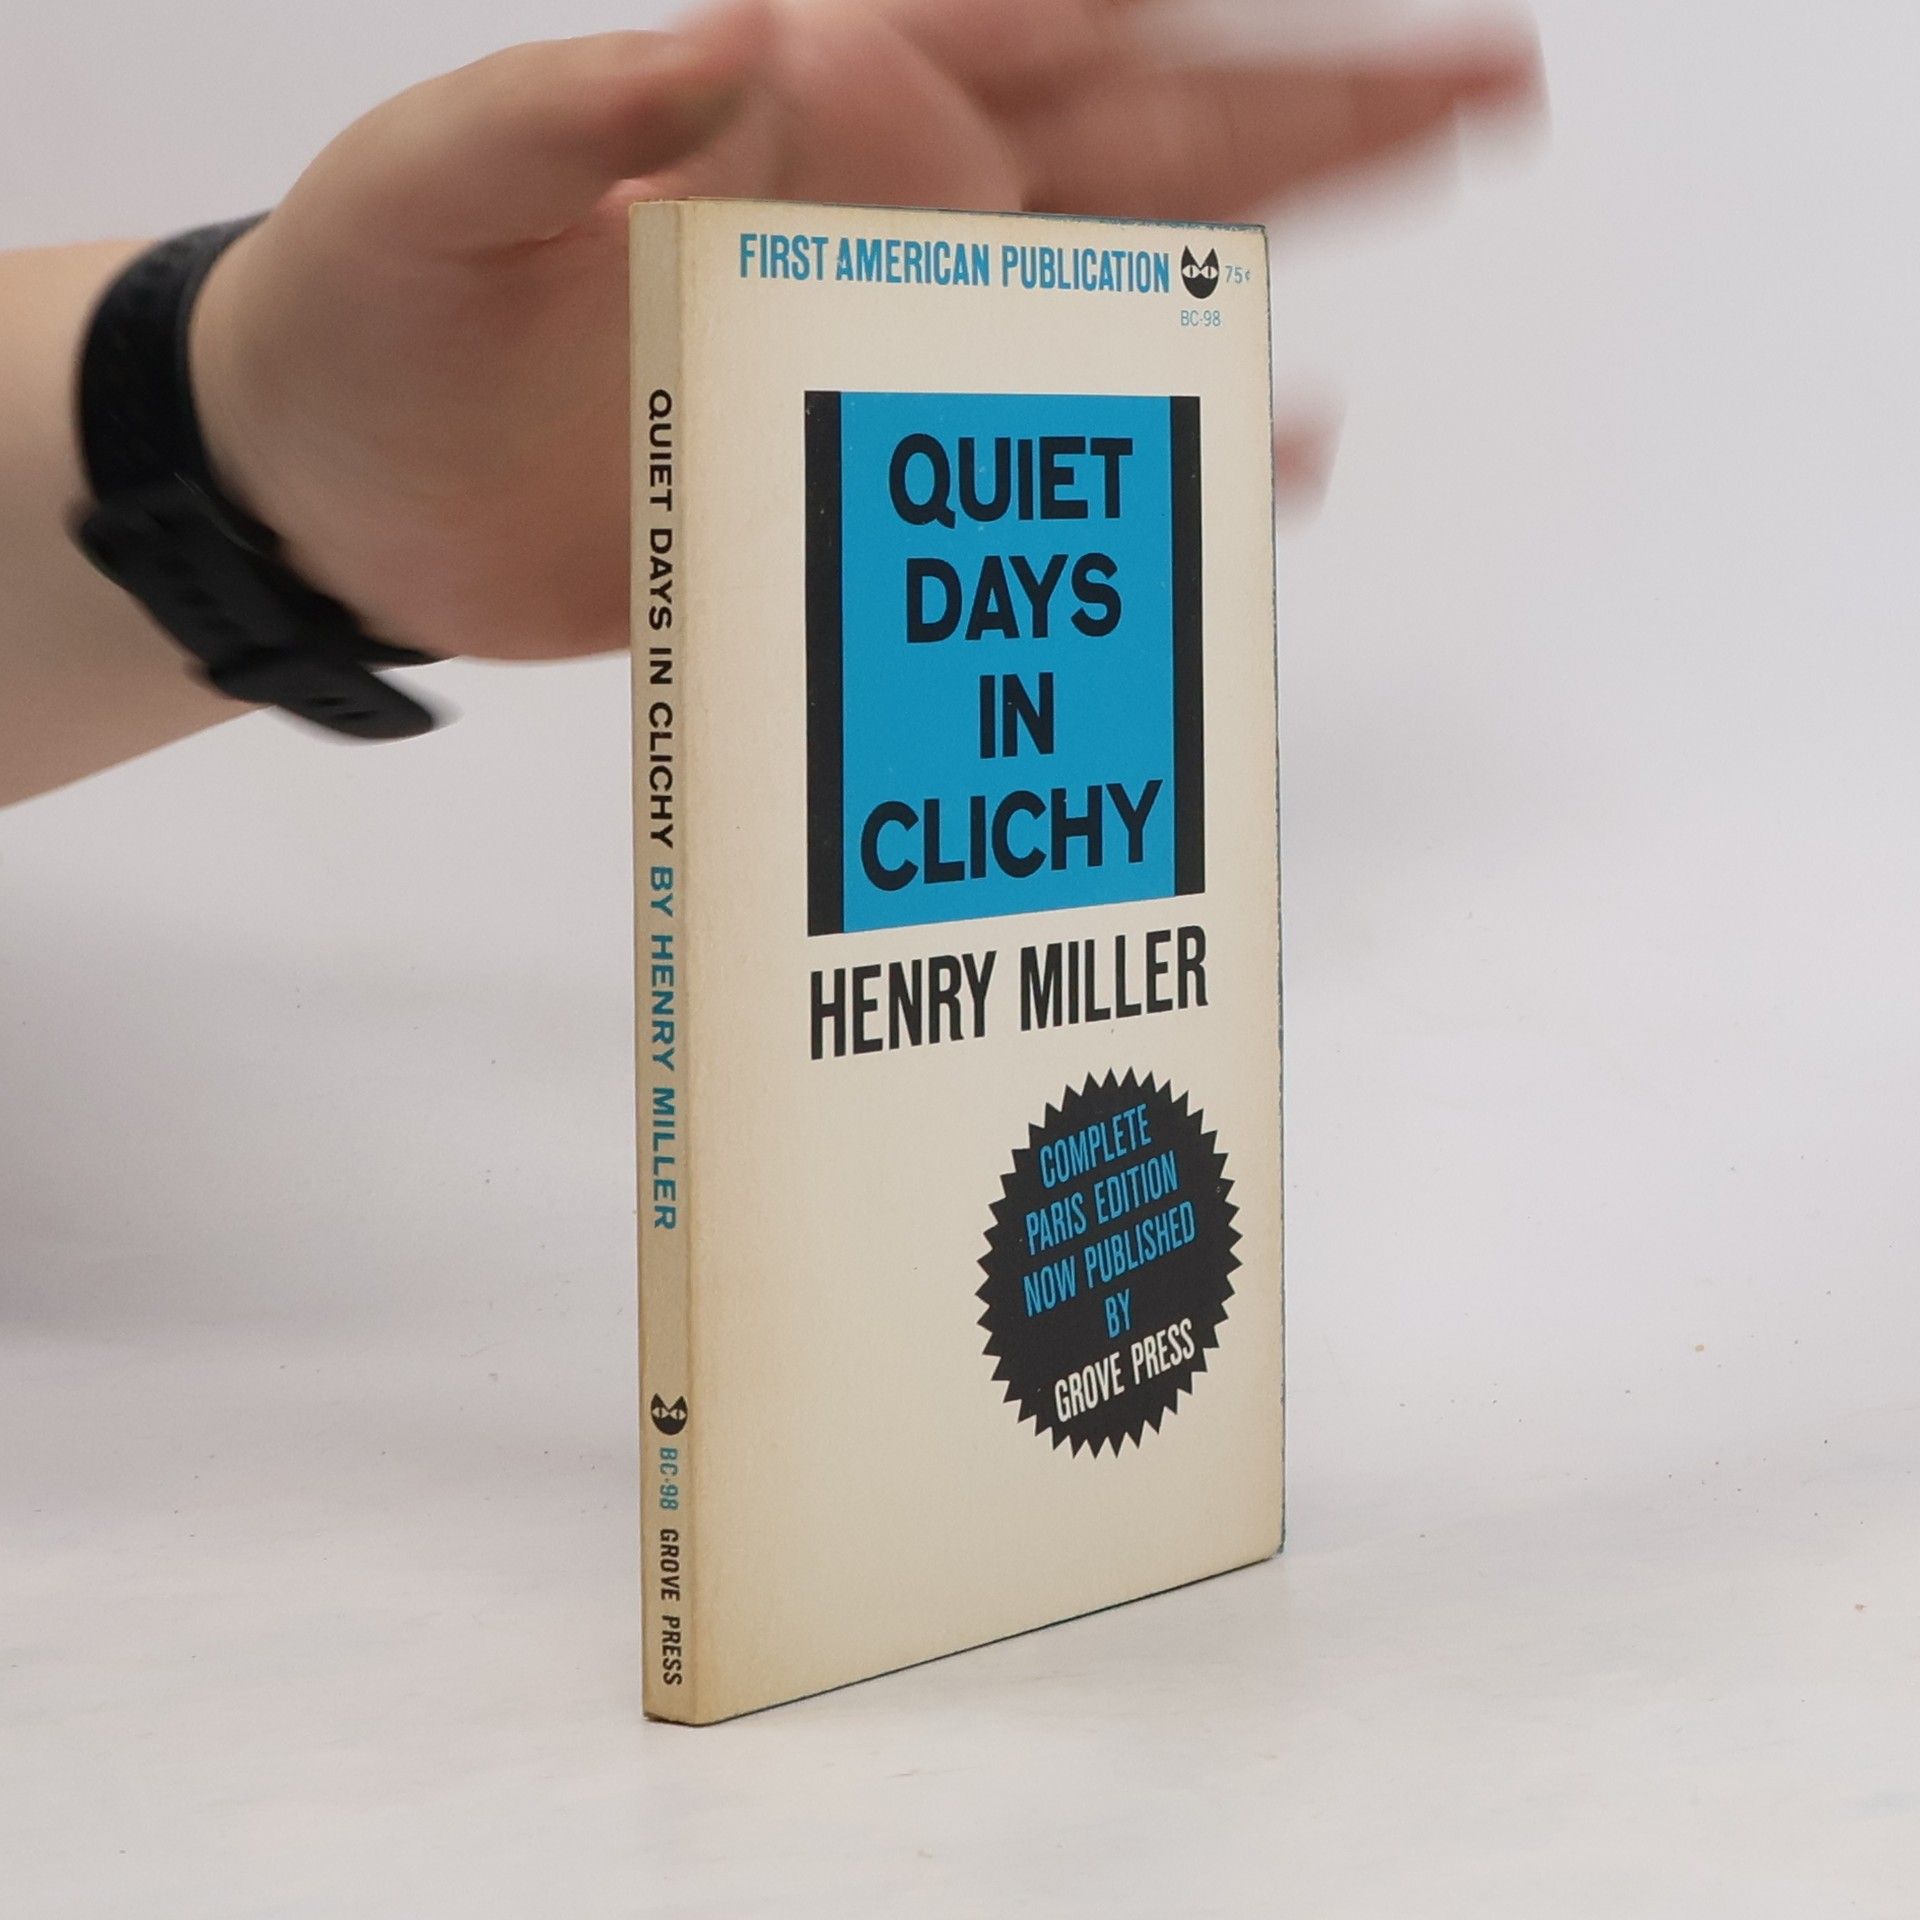 FIRST AMERICAN PUBLICATION 75¢
BC-98
QUIET
DAYS
IN
CLICHY
HENRY MILLER
COMPLETE
PARIS EDITION
NOW PUBLISHED
BY
GROVE PRESS
QUIET DAYS IN CLICHY BY HENRY MILLER BC-98 GROVE PRESS